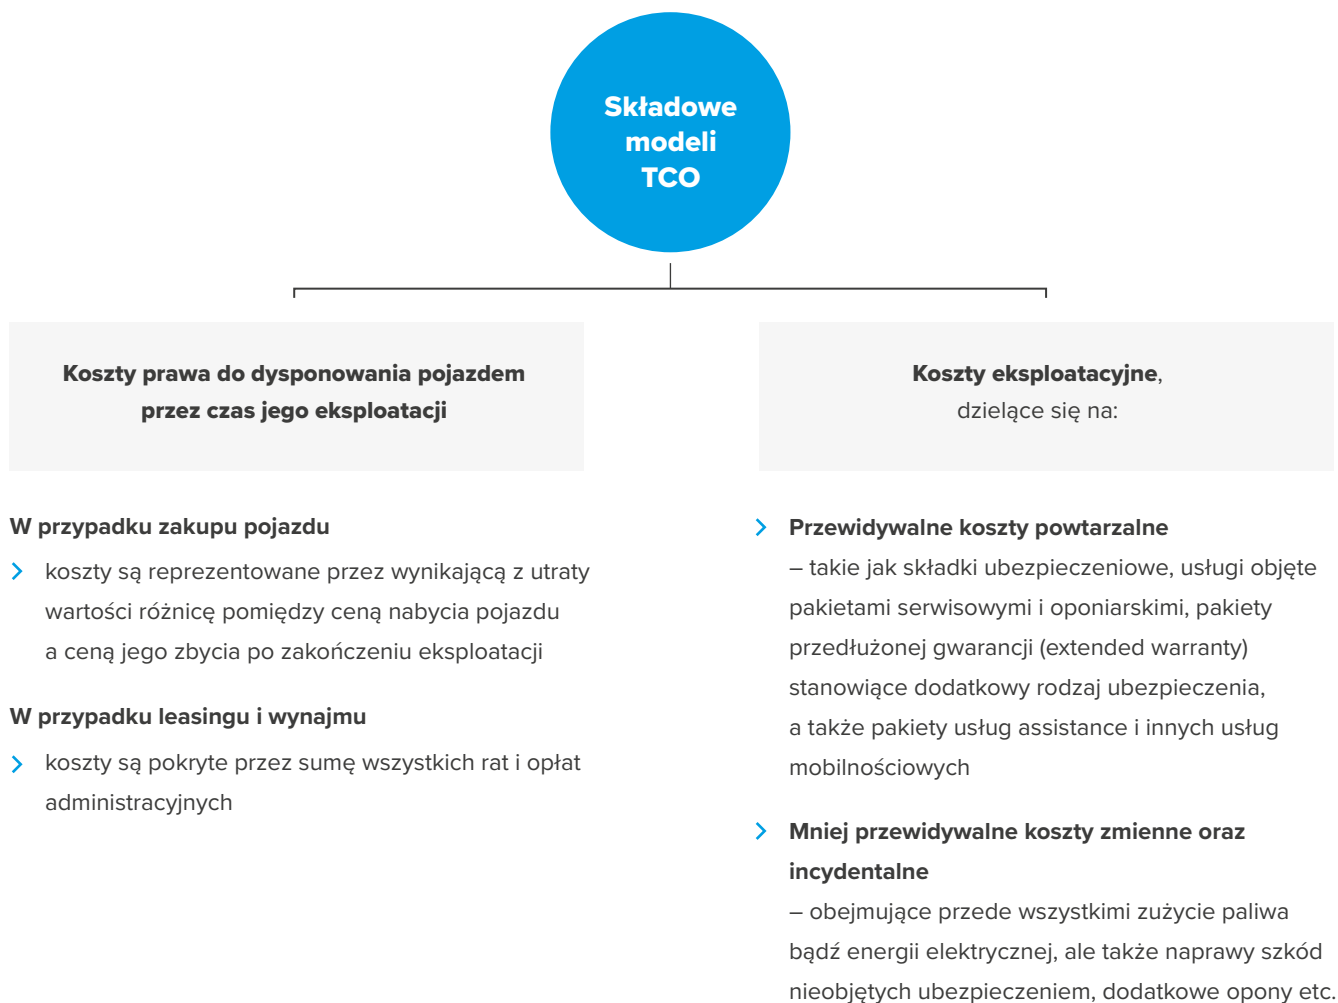 Składowe
modeli
TCO
Koszty prawa do dysponowania pojazdem
przez czas jego eksploatacji
W przypadku zakupu pojazdu
koszty są reprezentowane przez wynikającą z utraty
wartości różnicę pomiędzy ceną nabycia pojazdu
a ceną jego zbycia po zakończeniu eksploatacji
W przypadku leasingu i wynajmu
koszty są pokryte przez sumę wszystkich rat i opłat
administracyjnych
Koszty eksploatacyjne,
dzielące się na:
Przewidywalne koszty powtarzalne
– takie jak składki ubezpieczeniowe, usługi objęte
pakietami serwisowymi i oponiarskimi, pakiety
przedłużonej gwarancji (extended warranty)
stanowiące dodatkowy rodzaj ubezpieczenia,
a także pakiety usług assistance i innych usług
mobilnościowych
Mniej przewidywalne koszty zmienne oraz
incydentalne
– obejmujące przede wszystkimi zużycie paliwa
bądź energii elektrycznej, ale także naprawy szkód
nieobjętych ubezpieczeniem, dodatkowe opony etc.